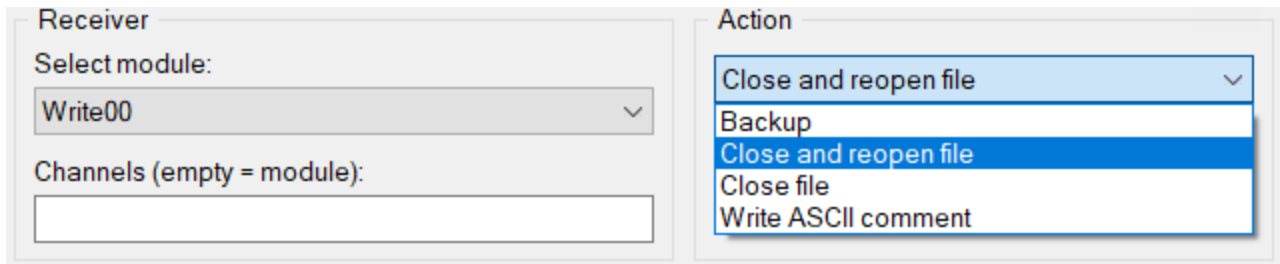 Receiver
Select module:
Write00
Channels (empty = module):
Action
Close and reopen file
Backup
Close and reopen file
Close file
Write ASCII comment